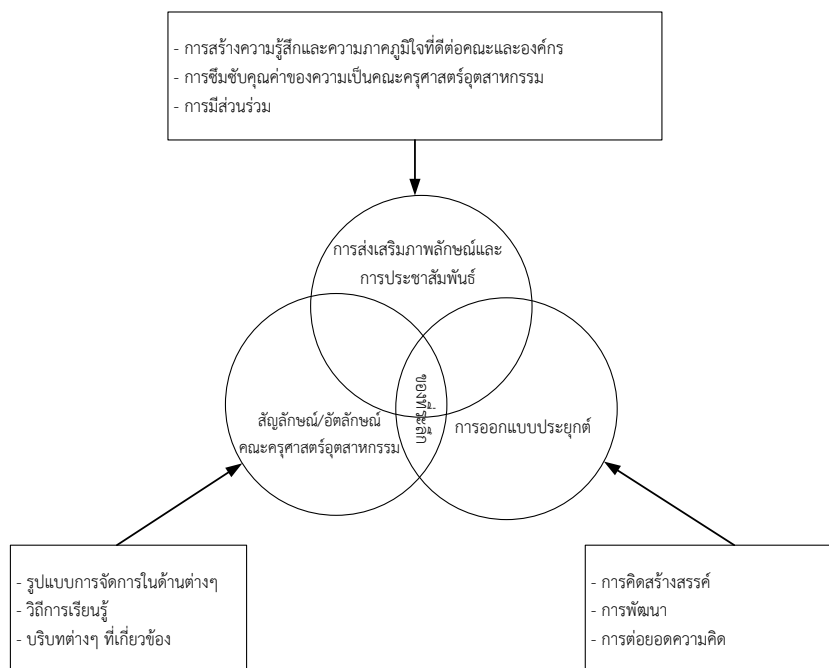 - การสร้างความรู้สึกและความภาคภูมิใจที่ดีต่อคณะและองค์กร
- การซึมซับคุณค่าของความเป็นคณะครุศาสตร์อุตสาหกรรม
- การมีส่วนร่วม
การส่งเสริมภาพลักษณ์และ
การประชาสัมพันธ์
ของที่ระลึก
สัญลักษณ์/อัตลักษณ์
คณะครุศาสตร์อุตสาหกรรม
การออกแบบประยุกต์
- รูปแบบการจัดการในด้านต่างๆ
- วิถีการเรียนรู้
- บริบทต่างๆ ที่เกี่ยวข้อง
- การคิดสร้างสรรค์
- การพัฒนา
- การต่อยอดความคิด